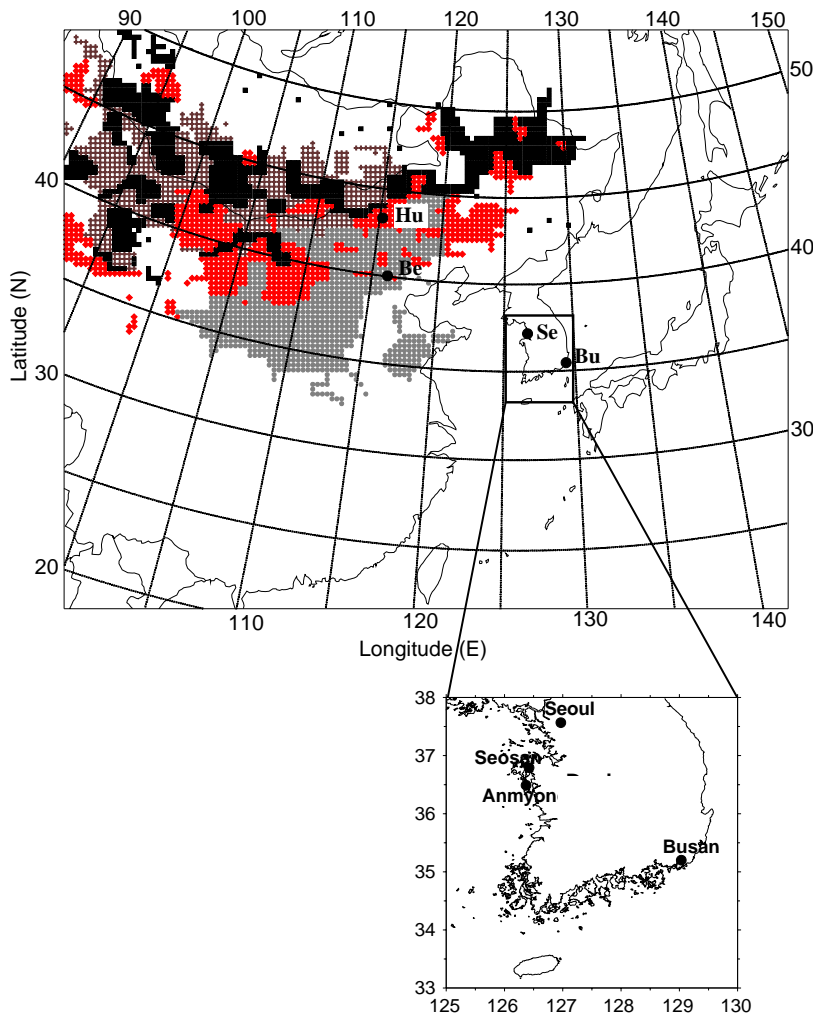 90 100 110 120 130 140 150
50
40
40
Hu
Be
Se
Bu
Latitude (N)
30
30
20
110 120 130 140
Longitude (E)
38
Seoul
37
Seosan
Anmyon
36
Busan
35
34
33
125 126 127 128 129 130